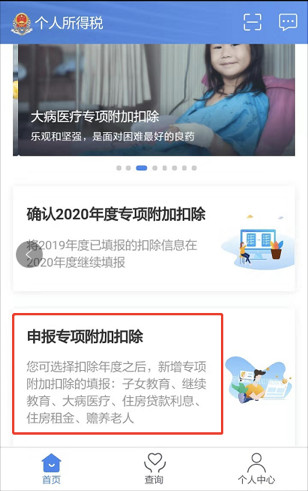 个人所得税
大病医疗专项附加扣除
乐观和坚强，是面对困难最好的良药
确认2020年度专项附加扣除
将2019年度已填报的扣除信息在
2020年度继续填报
申报专项附加扣除
您可选择扣除年度之后，新增专项
附加扣除的填报：子女教育、继续
教育、大病医疗、住房贷款利息、
住房租金、赡养老人
首页
查询
个人中心